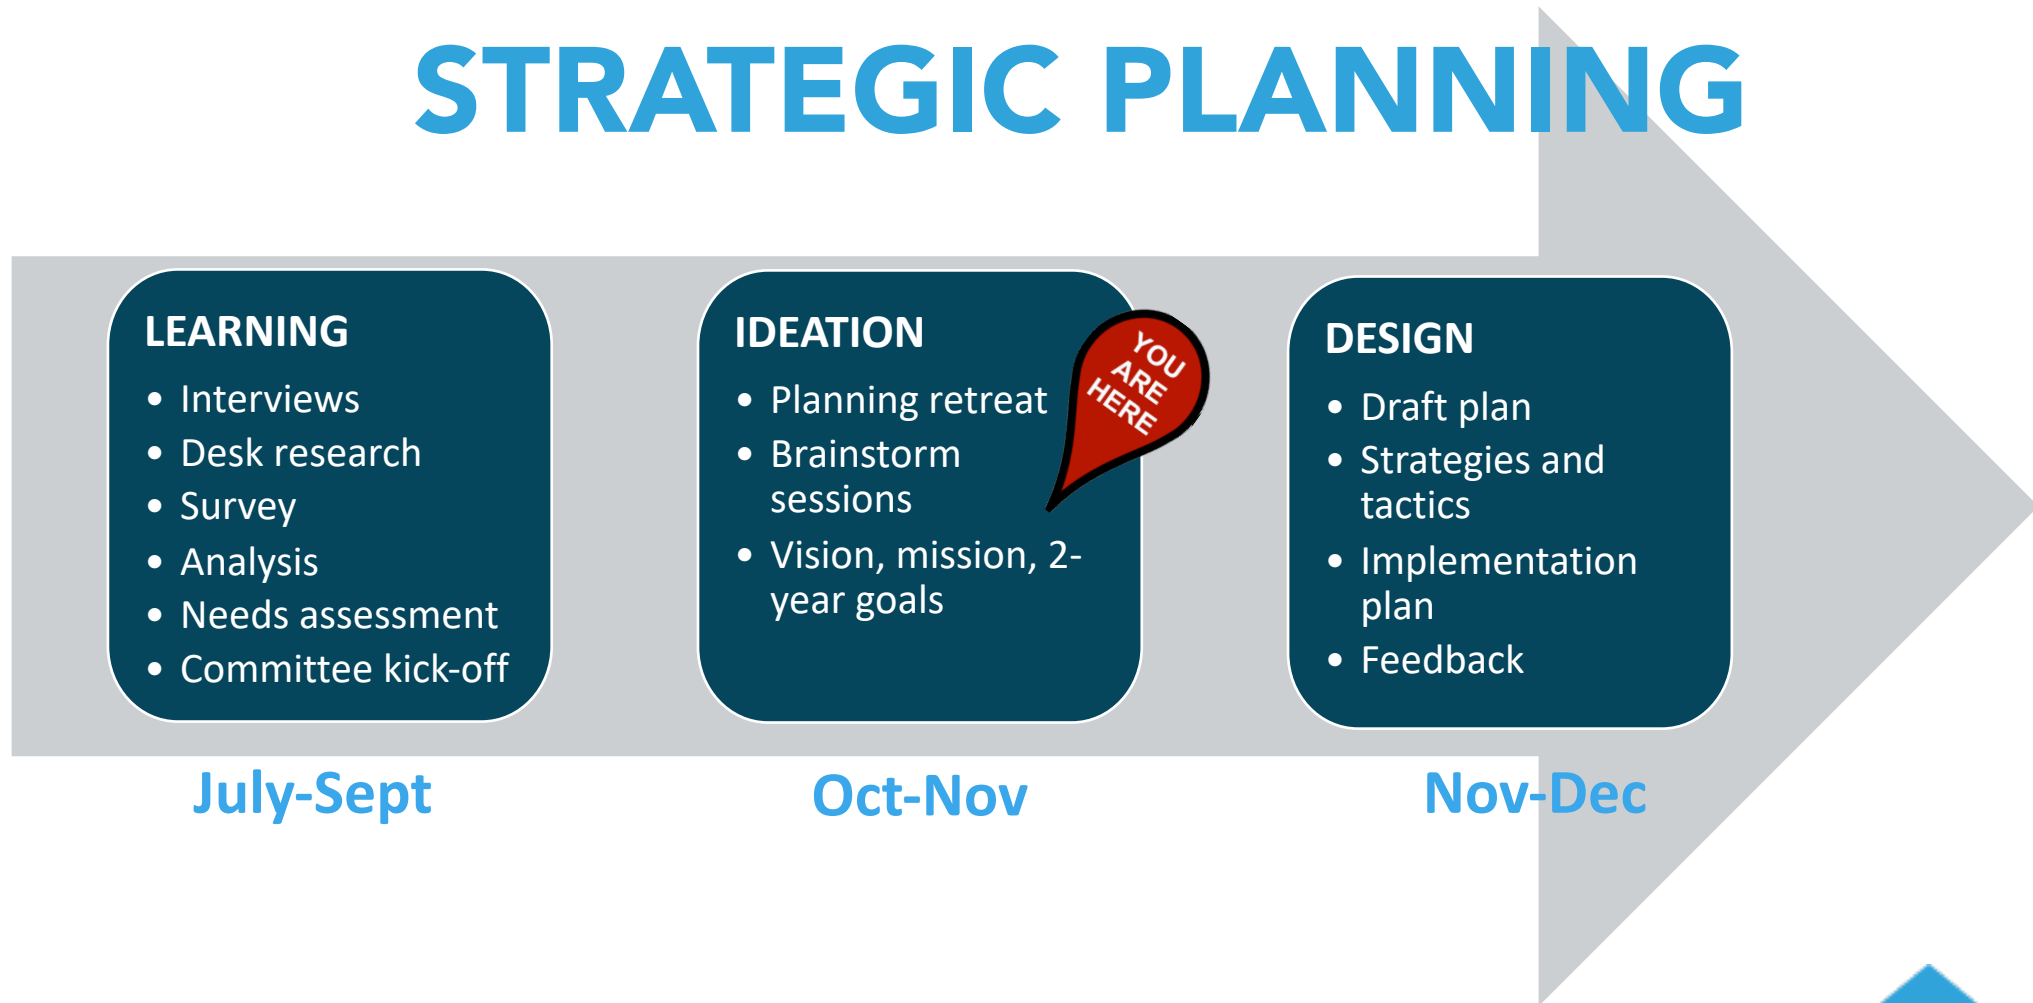 STRATEGIC PLANNING
LEARNING
• Interviews
• Desk research
• Survey
• Analysis
• Needs assessment
• Committee kick-off
July-Sept
IDEATION
• Planning retreat
• Brainstorm
sessions
• Vision, mission, 2-
year goals
YOU
ARE
HERE
Oct-Nov
DESIGN
• Draft plan
• Strategies and
tactics
• Implementation
plan
• Feedback
Nov-Dec